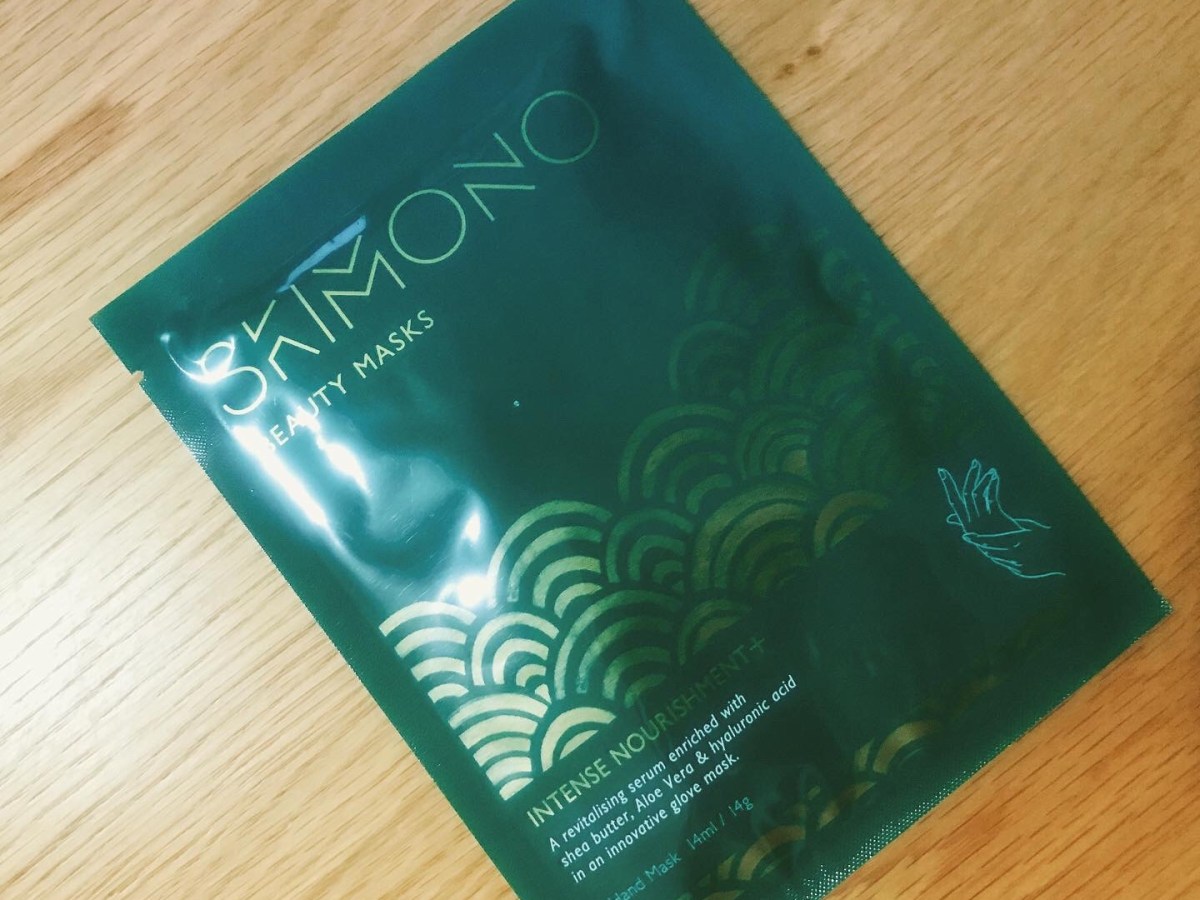 SKIMONO
BEAUTY MASKS
INTENSE NOURISHMENT+
A revitalising serum enriched with
shea butter, Aloe Vera & hyaluronic acid
in an innovative glove mask.
Hand Mask 14ml / 14g